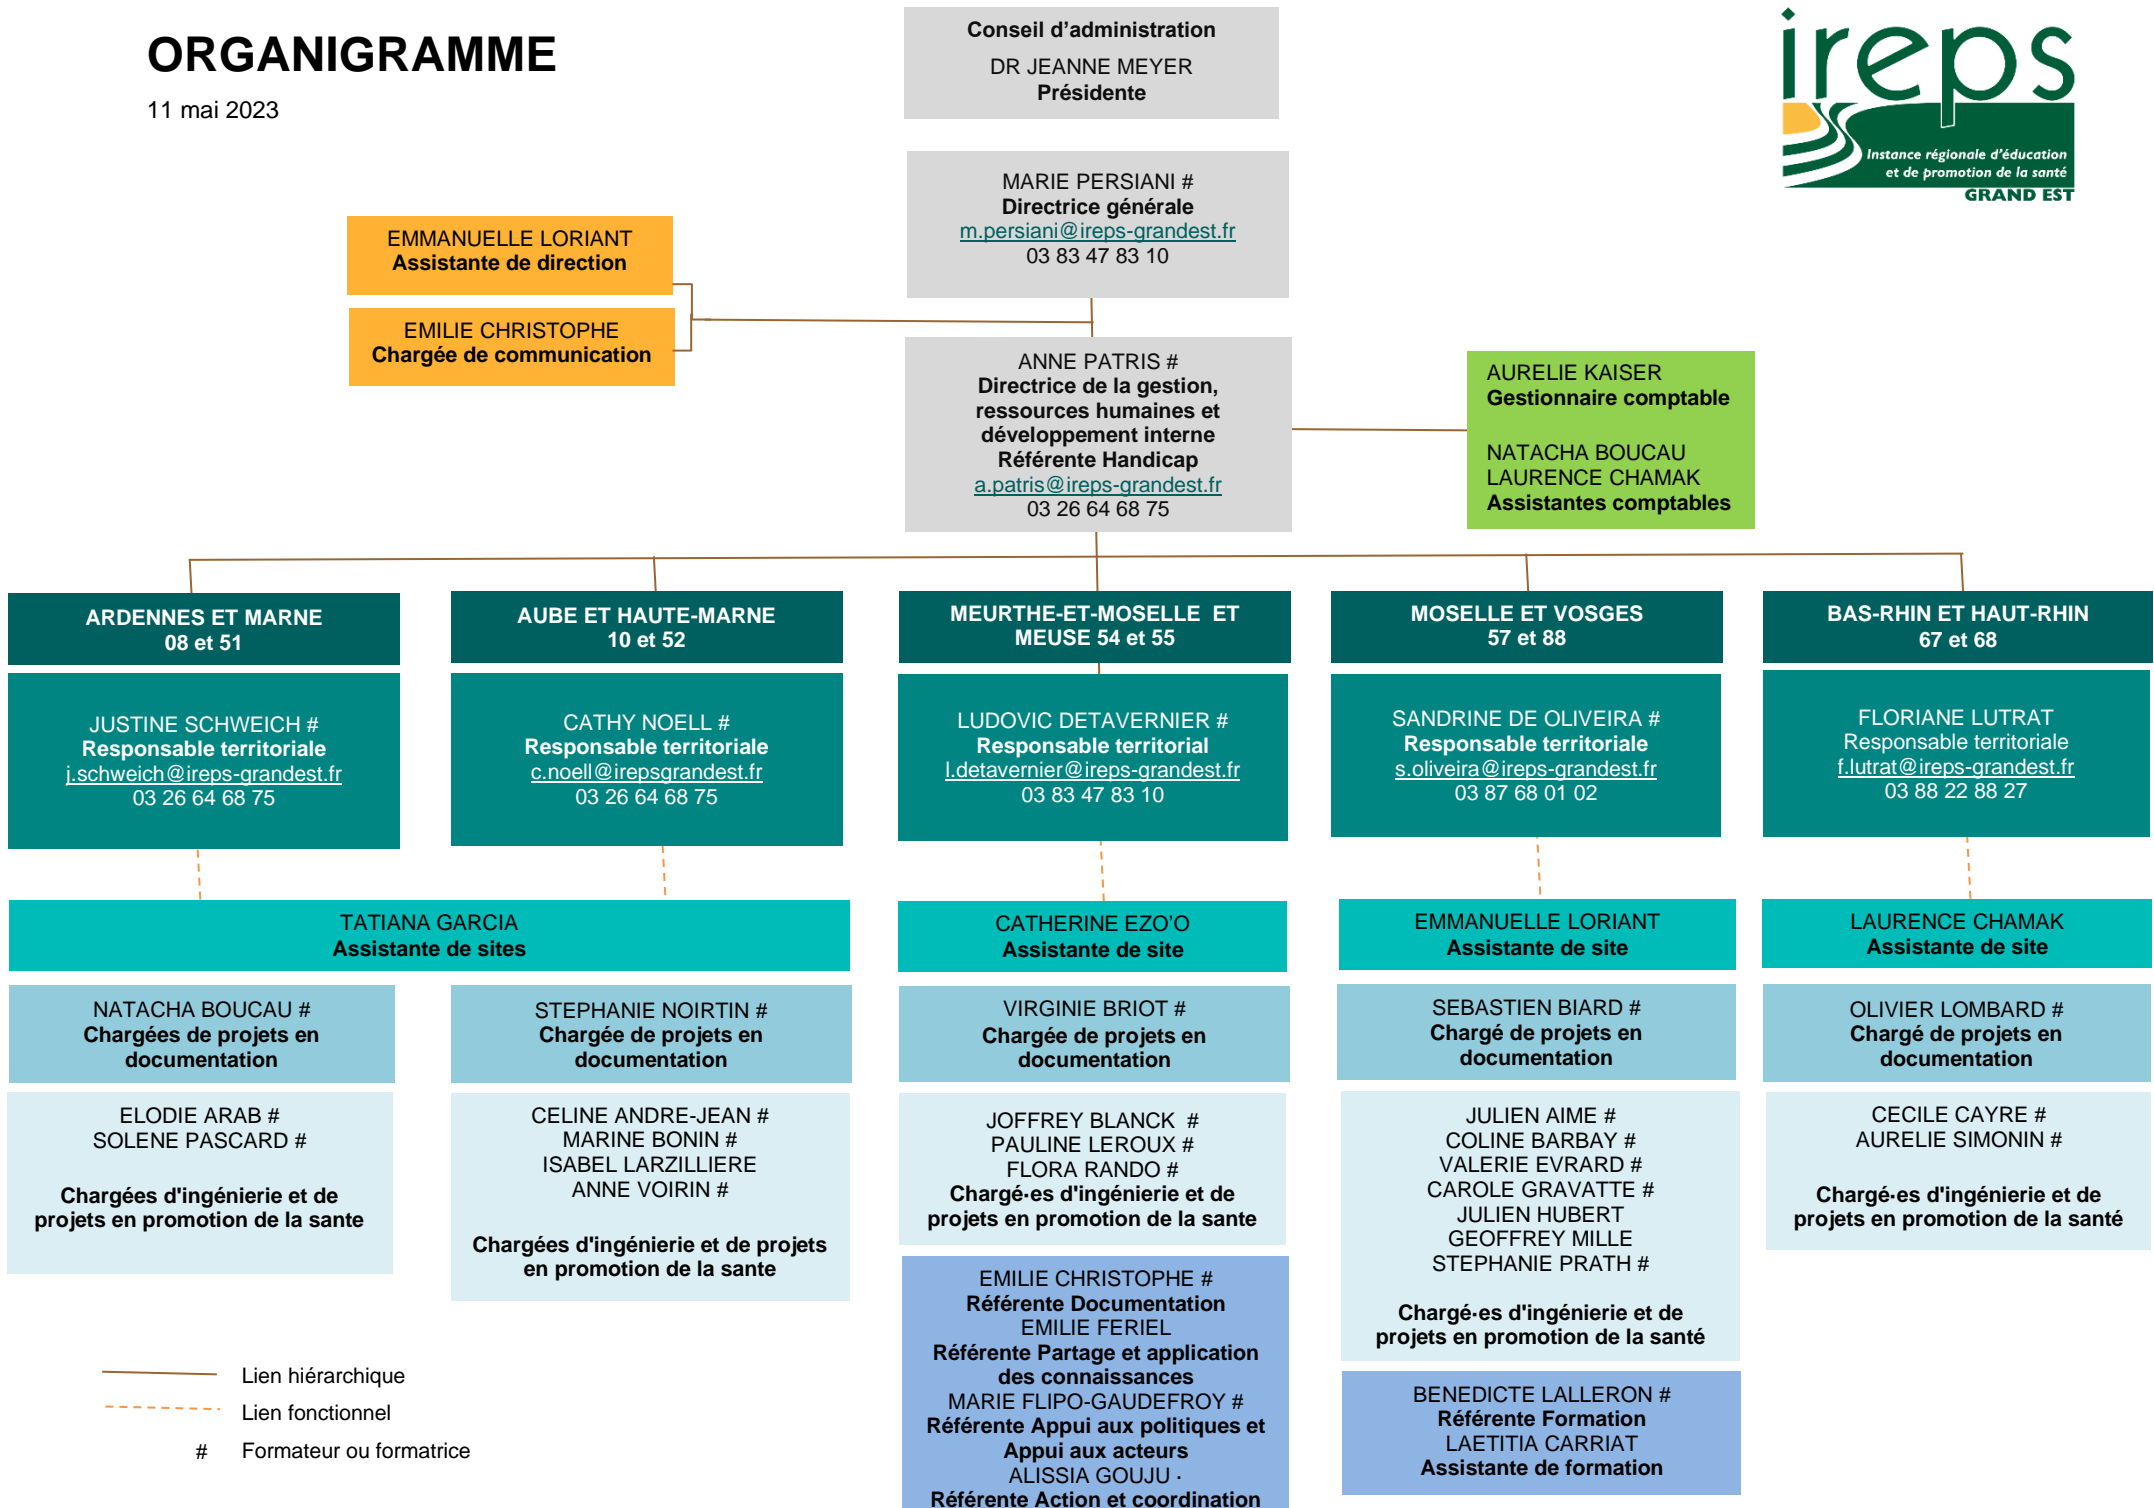 ORGANIGRAMME
11 mai 2023
Conseil d'administration
DR JEANNE MEYER
Présidente
ireps
Instance régionale d'éducation
et de promotion de la santé
GRAND EST
MARIE PERSIANI #
Directrice générale
m.persiani@ireps-grandest.fr
03 83 47 83 10
EMMANUELLE LORIANT
Assistante de direction
EMILIE CHRISTOPHE
Chargée de communication
ANNE PATRIS #
Directrice de la gestion,
ressources humaines et
développement interne
Référente Handicap
a.patris@ireps-grandest.fr
03 26 64 68 75
AURELIE KAISER
Gestionnaire comptable
NATACHA BOUCAU
LAURENCE CHAMAK
Assistantes comptables
ARDENNES ET MARNE
08 et 51
AUBE ET HAUTE-MARNE
10 et 52
MEURTHE-ET-MOSELLE ET
MEUSE 54 et 55
MOSELLE ET VOSGES
57 et 88
BAS-RHIN ET HAUT-RHIN
67 et 68
JUSTINE SCHWEICH #
Responsable territoriale
j.schweich@ireps-grandest.fr
03 26 64 68 75
CATHY NOELL #
Responsable territoriale
c.noell@irepsgrandest.fr
03 26 64 68 75
LUDOVIC DETAVERNIER #
Responsable territorial
l.detavernier@ireps-grandest.fr
03 83 47 83 10
SANDRINE DE OLIVEIRA #
Responsable territoriale
s.oliveira@ireps-grandest.fr
03 87 68 01 02
FLORIANE LUTRAT
Responsable territoriale
f.lutrat@ireps-grandest.fr
03 88 22 88 27
TATIANA GARCIA
Assistante de sites
CATHERINE EZO'O
Assistante de site
EMMANUELLE LORIANT
Assistante de site
LAURENCE CHAMAK
Assistante de site
NATACHA BOUCAU #
Chargées de projets en
documentation
STEPHANIE NOIRTIN #
Chargée de projets en
documentation
VIRGINIE BRIOT #
Chargée de projets en
documentation
SEBASTIEN BIARD #
Chargé de projets en
documentation
OLIVIER LOMBARD #
Chargé de projets en
documentation
ELODIE ARAB #
SOLENE PASCARD #
Chargées d'ingénierie et de
projets en promotion de la sante
CELINE ANDRE-JEAN #
MARINE BONIN #
ISABEL LARZILLIERE
ANNE VOIRIN #
Chargées d'ingénierie et de projets
en promotion de la sante
JOFFREY BLANCK #
PAULINE LEROUX #
FLORA RANDO #
Chargé·es d'ingénierie et de
projets en promotion de la sante
JULIEN AIME #
COLINE BARBAY #
VALERIE EVRARD #
CAROLE GRAVATTE #
JULIEN HUBERT
GEOFFREY MILLE
STEPHANIE PRATH #
Chargé·es d'ingénierie et de
projets en promotion de la santé
CECILE CAYRE #
AURELIE SIMONIN #
Chargé·es d'ingénierie et de
projets en promotion de la santé
EMILIE CHRISTOPHE #
Référente Documentation
EMILIE FERIEL
Référente Partage et application
des connaissances
MARIE FLIPO-GAUDEFROY #
Référente Appui aux politiques et
Appui aux acteurs
ALISSIA GOUJU ·
Référente Action et coordination
BENEDICTE LALLERON #
Référente Formation
LAETITIA CARRIAT
Assistante de formation
Lien hiérarchique
Lien fonctionnel
# Formateur ou formatrice